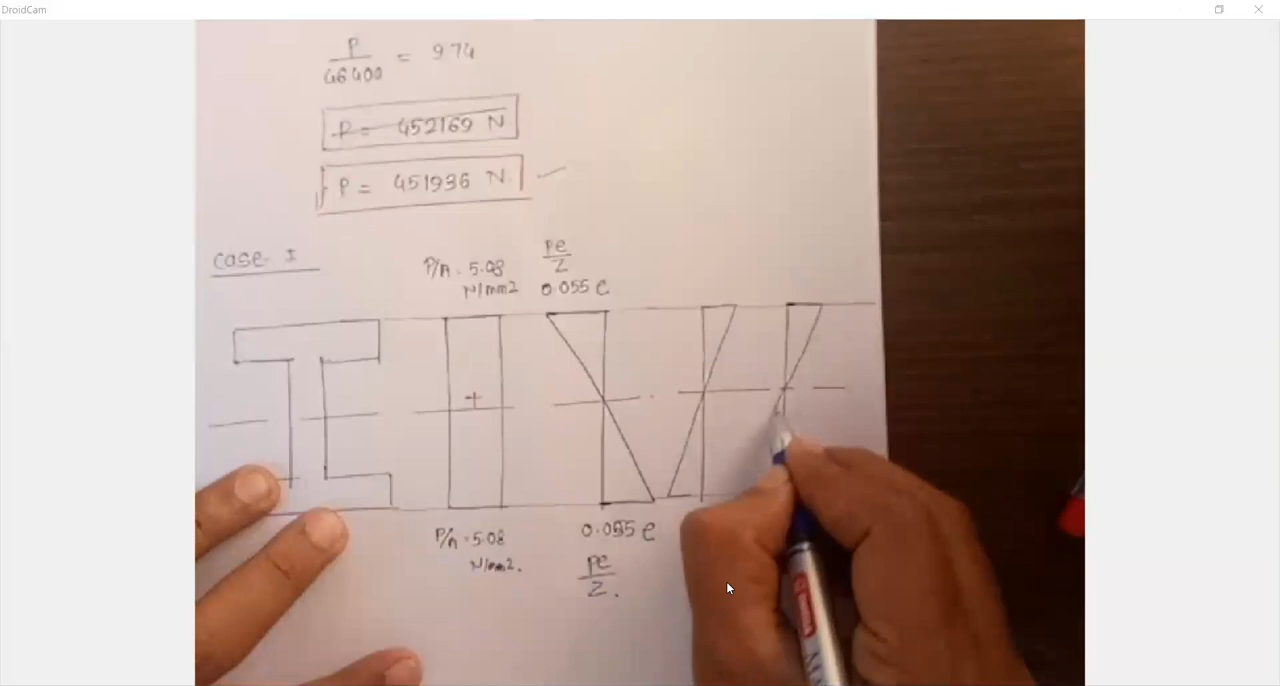 DroidCam
P
46400
= 9.74
P = 452169 N
P = 451936 N.
Case- I
P/A = 5.08
N/mm2
Pe
Z
0.055 e
+
P/A = 5.08
N/mm2.
0.055 e
Pe
Z.